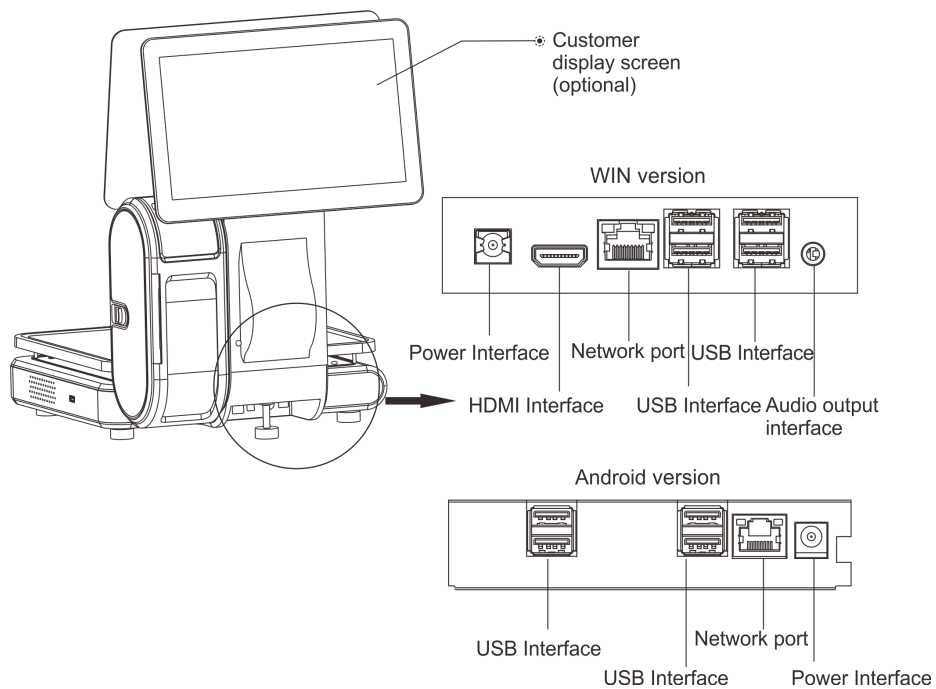 Customer
display screen
(optional)
WIN version
Power Interface
Network port
USB Interface
HDMI Interface
USB Interface
Audio output
interface
Android version
USB Interface
Network port
USB Interface
Power Interface